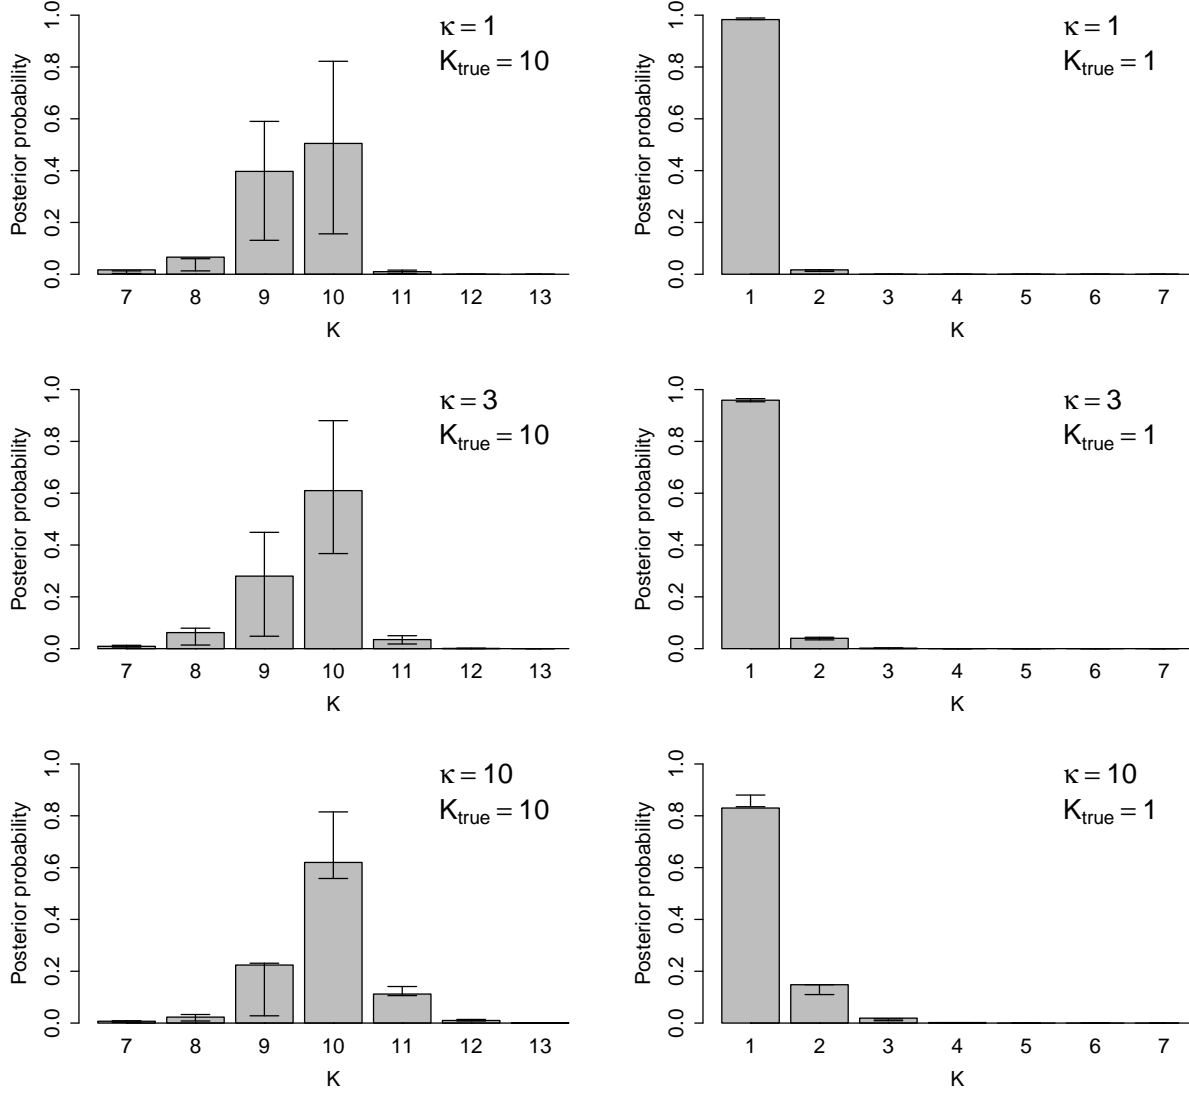 κ = 1
K_true = 10
Posterior probability
0.0 0.2 0.4 0.6 0.8 1.0
7 8 9 10 11 12 13
K
κ = 1
K_true = 1
Posterior probability
0.0 0.2 0.4 0.6 0.8 1.0
1 2 3 4 5 6 7
K
κ = 3
K_true = 10
Posterior probability
0.0 0.2 0.4 0.6 0.8 1.0
7 8 9 10 11 12 13
K
κ = 3
K_true = 1
Posterior probability
0.0 0.2 0.4 0.6 0.8 1.0
1 2 3 4 5 6 7
K
κ = 10
K_true = 10
Posterior probability
0.0 0.2 0.4 0.6 0.8 1.0
7 8 9 10 11 12 13
K
κ = 10
K_true = 1
Posterior probability
0.0 0.2 0.4 0.6 0.8 1.0
1 2 3 4 5 6 7
K